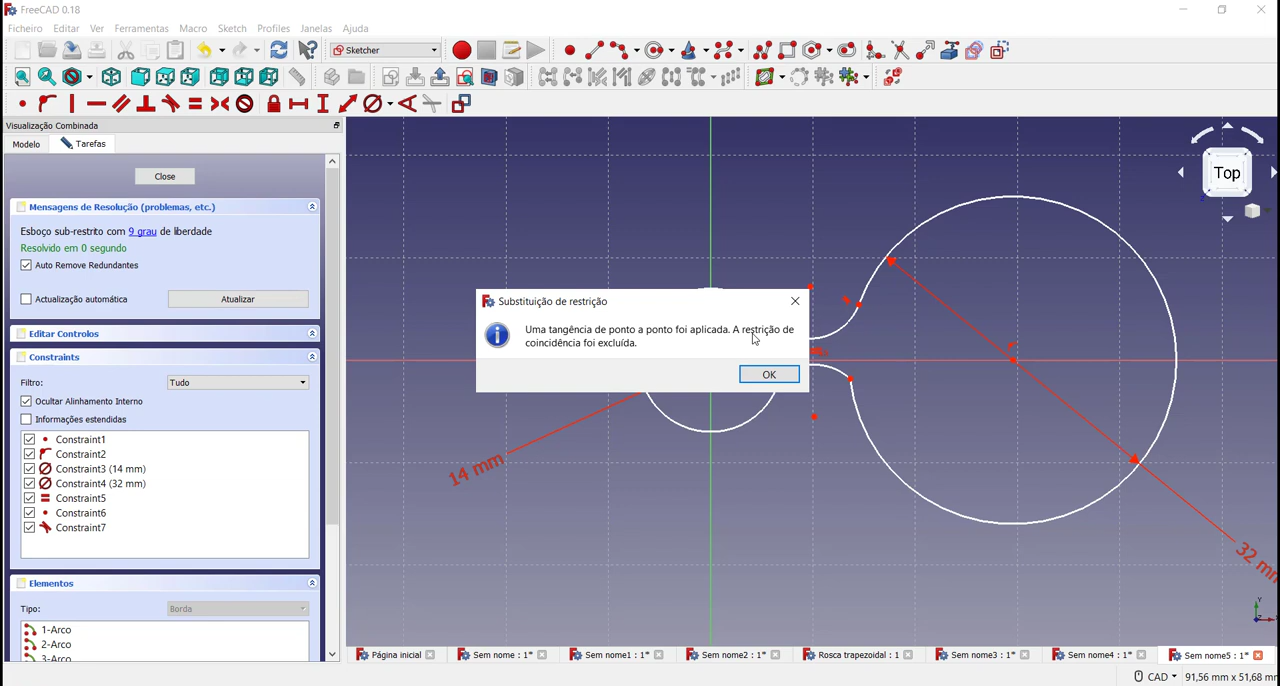 FreeCAD 0.18
Ficheiro Editar Ver Ferramentas Macro Sketch Profiles Janelas Ajuda
Sketcher
Visualização Combinada
Modelo Tarefas
Close
Mensagens de Resolução (problemas, etc.)
Esboço sub-restrito com 9 grau de liberdade
Resolvido em 0 segundo
Auto Remove Redundantes
Actualização automática
Atualizar
Editar Controlos
Constraints
Filtro: Tudo
Ocultar Alinhamento Interno
Informações estendidas
Constraint1
Constraint2
Constraint3 (14 mm)
Constraint4 (32 mm)
Constraint5
Constraint6
Constraint7
Elementos
Tipo: Borda
1-Arco
2-Arco
3-Arco
Top
Substituição de restrição
Uma tangência de ponto a ponto foi aplicada. A restrição de
coincidência foi excluída.
OK
14 mm
32 mm
Página inicial Sem nome : 1* Sem nome1 : 1* Sem nome2 : 1* Rosca trapezoidal : 1 Sem nome3 : 1* Sem nome4 : 1* Sem nome5 : 1*
CAD 91,56 mm x 51,68 mm